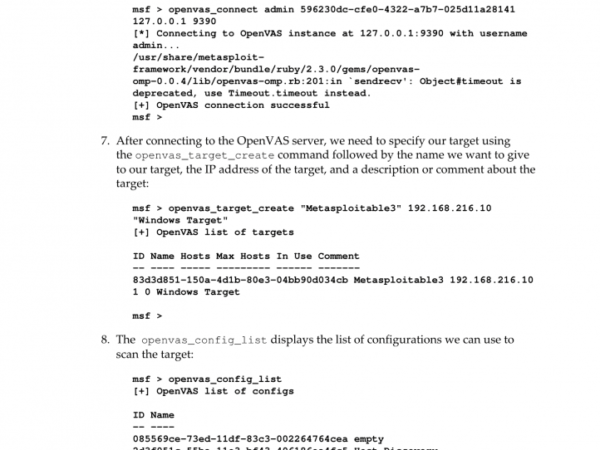 msf > openvas_connect admin 596230dc-cfe0-4322-a7b7-025d11a28141
127.0.0.1 9390
[*] Connecting to OpenVAS instance at 127.0.0.1:9390 with username
admin...
/usr/share/metasploit-
framework/vendor/bundle/ruby/2.3.0/gems/openvas-
omp-0.0.4/lib/openvas-omp.rb:201:in `sendrecv': Object#timeout is
deprecated, use Timeout.timeout instead.
[+] OpenVAS connection successful
msf >
7. After connecting to the OpenVAS server, we need to specify our target using
the openvas_target_create command followed by the name we want to give
to our target, the IP address of the target, and a description or comment about the
target:
msf > openvas_target_create "Metasploitable3" 192.168.216.10
"Windows Target"
[+] OpenVAS list of targets
ID Name Hosts Max Hosts In Use Comment
-- ---- ----- --------- ------ -------
83d3d851-150a-4d1b-80e3-04bb90d034cb Metasploitable3 192.168.216.10
1 0 Windows Target
msf >
8. The openvas_config_list displays the list of configurations we can use to
scan the target:
msf > openvas_config_list
[+] OpenVAS list of configs
ID Name
-- ----
085569ce-73ed-11df-83c3-002264764cea empty